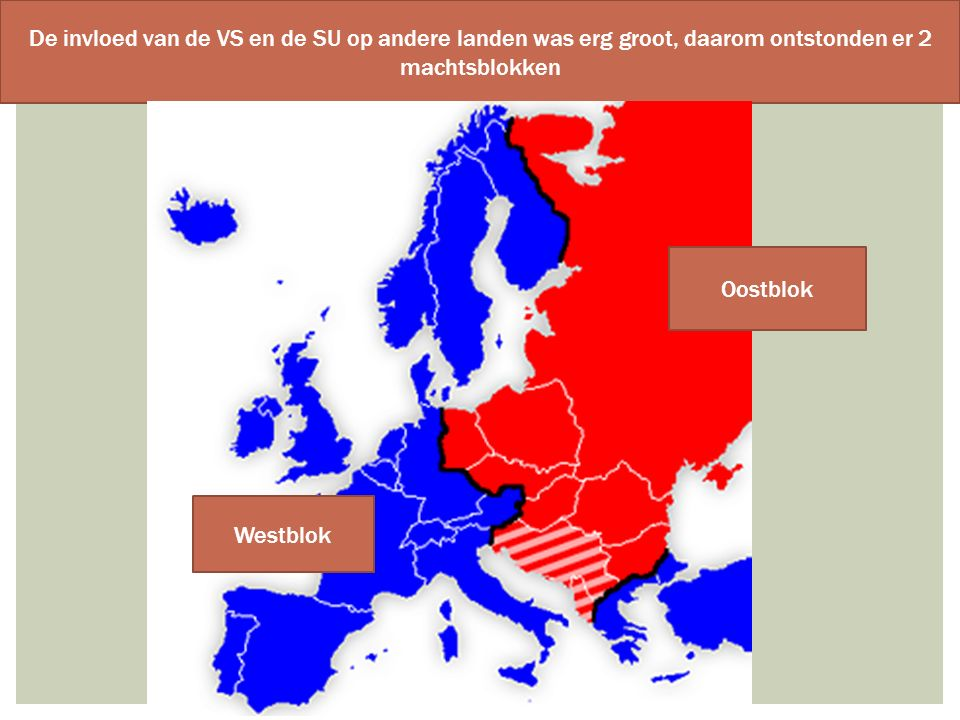 De invloed van de VS en de SU op andere landen was erg groot, daarom ontstonden er 2
machtsblokken
Oostblok
Westblok